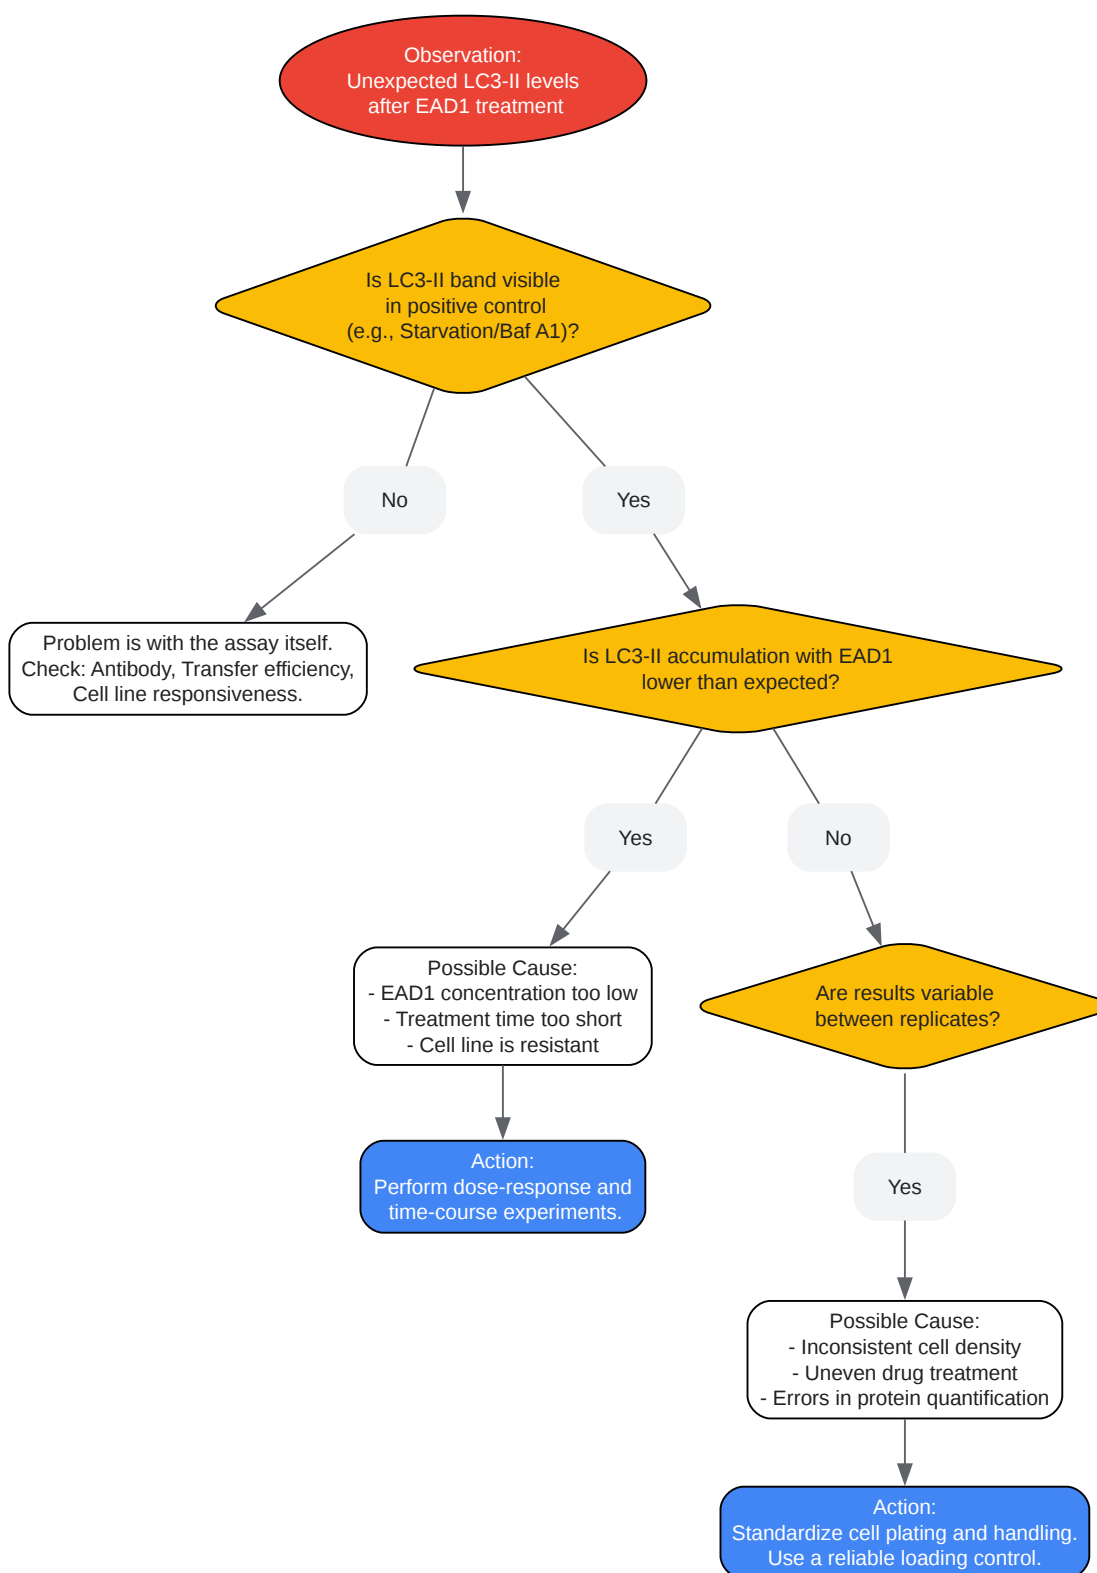 Observation:
Unexpected LC3-II levels
after EAD1 treatment
Is LC3-II band visible
in positive control
(e.g., Starvation/Baf A1)?
No
Yes
Problem is with the assay itself.
Check: Antibody, Transfer efficiency,
Cell line responsiveness.
Is LC3-II accumulation with EAD1
lower than expected?
Yes
No
Possible Cause:
- EAD1 concentration too low
- Treatment time too short
- Cell line is resistant
Are results variable
between replicates?
Action:
Perform dose-response and
time-course experiments.
Yes
Possible Cause:
- Inconsistent cell density
- Uneven drug treatment
- Errors in protein quantification
Action:
Standardize cell plating and handling.
Use a reliable loading control.